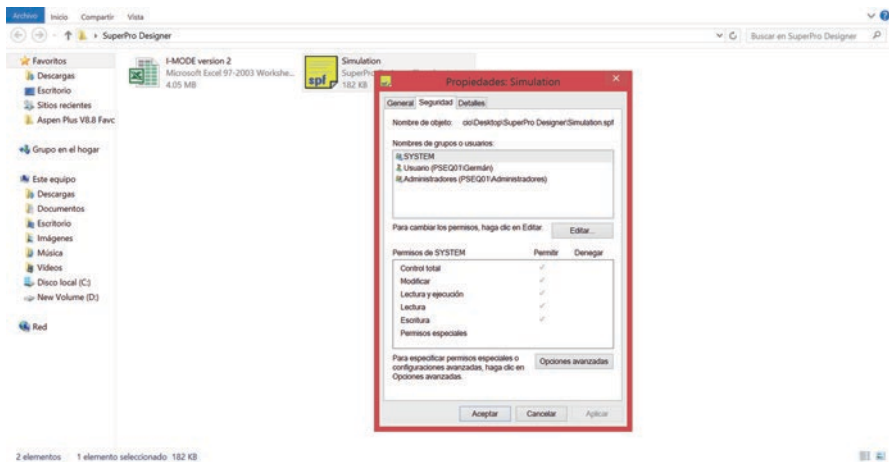 Archivo Inicio Compartir Vista
SuperPro Designer
Buscar en SuperPro Designer
Favoritos
Descargas
Escritorio
Sitios recientes
Aspen Plus V8.8 Favc
Grupo en el hogar
Este equipo
Descargas
Documentos
Escritorio
Imágenes
Música
Vídeos
Disco local (C:)
New Volume (D:)
Red
I-MODE version 2
Microsoft Excel 97-2003 Workshe...
4.05 MB
spf
Simulation
SuperPro
182 KB
Propiedades: Simulation
General Seguridad Detalles
Nombre de objeto: cio\Desktop\SuperPro Designer\Simulation.spf
Nombres de grupos o usuarios:
SYSTEM
Usuario (PSEQ01\Germán)
Administradores (PSEQ01\Administradores)
Para cambiar los permisos, haga clic en Editar. Editar...
Permisos de SYSTEM Permitir Denegar
Control total
Modificar
Lectura y ejecución
Lectura
Escritura
Permisos especiales
Para especificar permisos especiales o
configuraciones avanzadas, haga clic en
Opciones avanzadas.
Opciones avanzadas
Aceptar Cancelar Aplicar
2 elementos 1 elemento seleccionado 182 KB